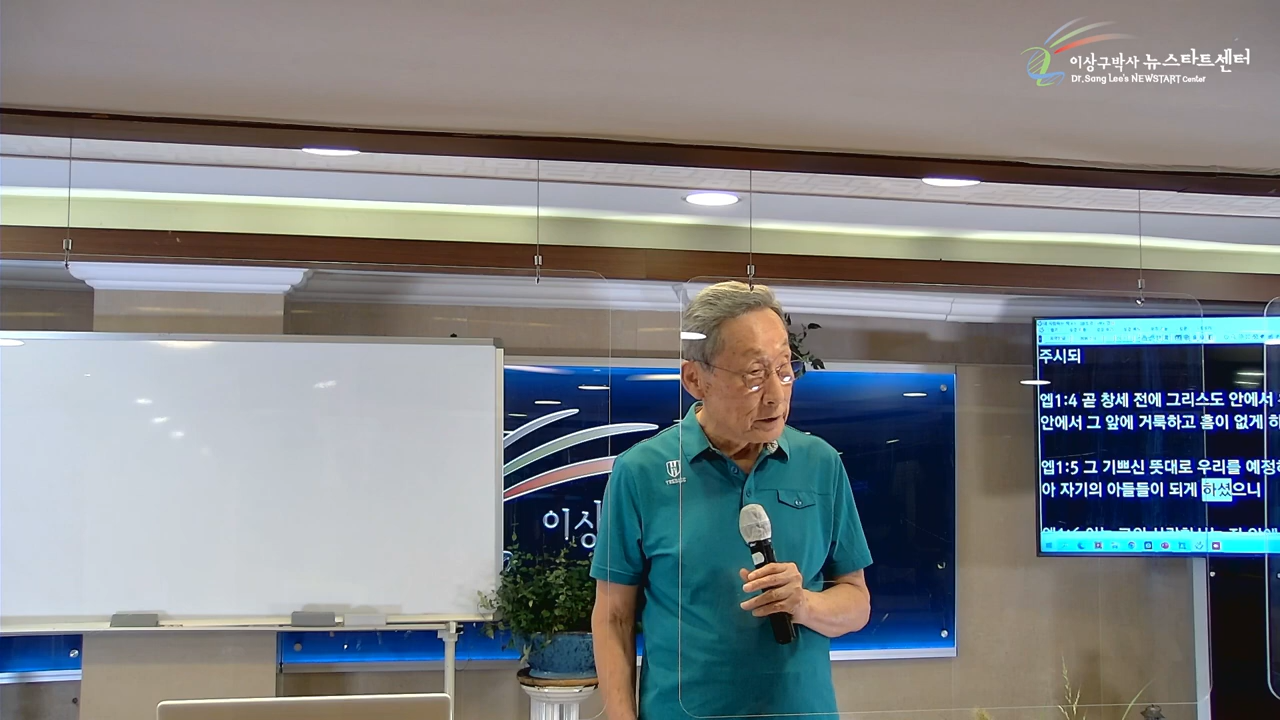 이상구박사 뉴스타트센터
Dr. Sang Lee's NEWSTART Center
주시되
엡1:4 곧 창세 전에 그리스도 안에서
안에서 그 앞에 거룩하고 흠이 없게 하
엡1:5 그 기쁘신 뜻대로 우리를 예정하
아 자기의 아들들이 되게 하셨으니
이상